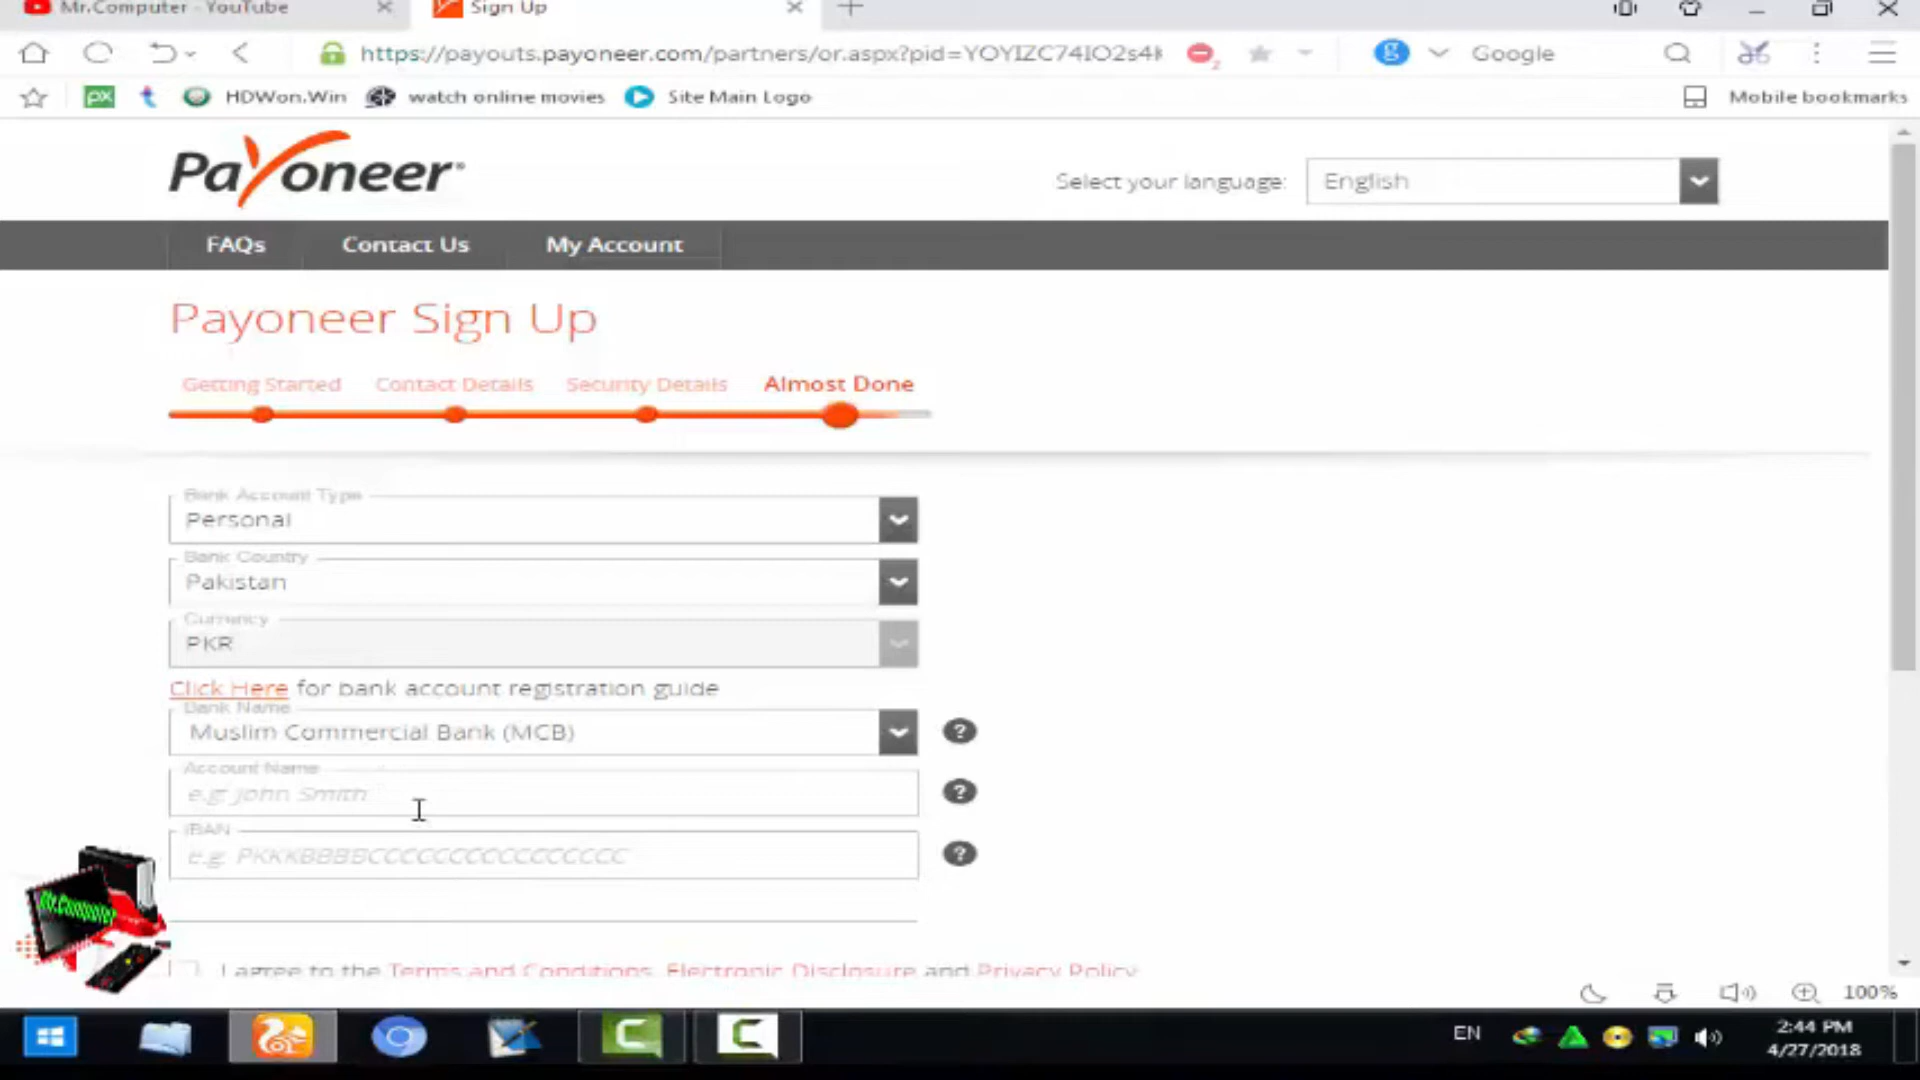 Mr.Computer - YouTube
Sign Up
https://payouts.payoneer.com/partners/or.aspx?pid=YOYIZC74IO2s4k
Google
HDWon.Win
watch online movies
Site Main Logo
Mobile bookmarks
Payoneer
Select your language:
English
FAQs
Contact Us
My Account
Payoneer Sign Up
Getting Started
Contact Details
Security Details
Almost Done
Bank Account Type
Personal
Bank Country
Pakistan
Currency
PKR
Click Here for bank account registration guide
Bank Name
Muslim Commercial Bank (MCB)
Account Name
e.g: John Smith
IBAN
e.g: PKKKBBBBCCCCCCCCCCCCCCCC
Mr.Computer
I agree to the Terms and Conditions, Electronic Disclosure and Privacy Policy
100%
EN
2:44 PM
4/27/2018